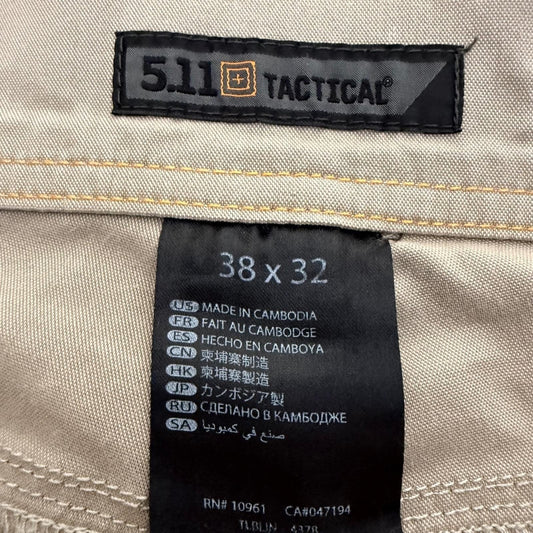 5.11 TACTICAL®
38 x 32
US MADE IN CAMBODIA
FR FAIT AU CAMBODGE
ES HECHO EN CAMBOYA
CN 柬埔寨制造
HK 柬埔寨製造
JP カンボジア製
RU СДЕЛАНО В КАМБОДЖЕ
SA صنع في كمبوديا
RN# 10961 CA#047194
4378